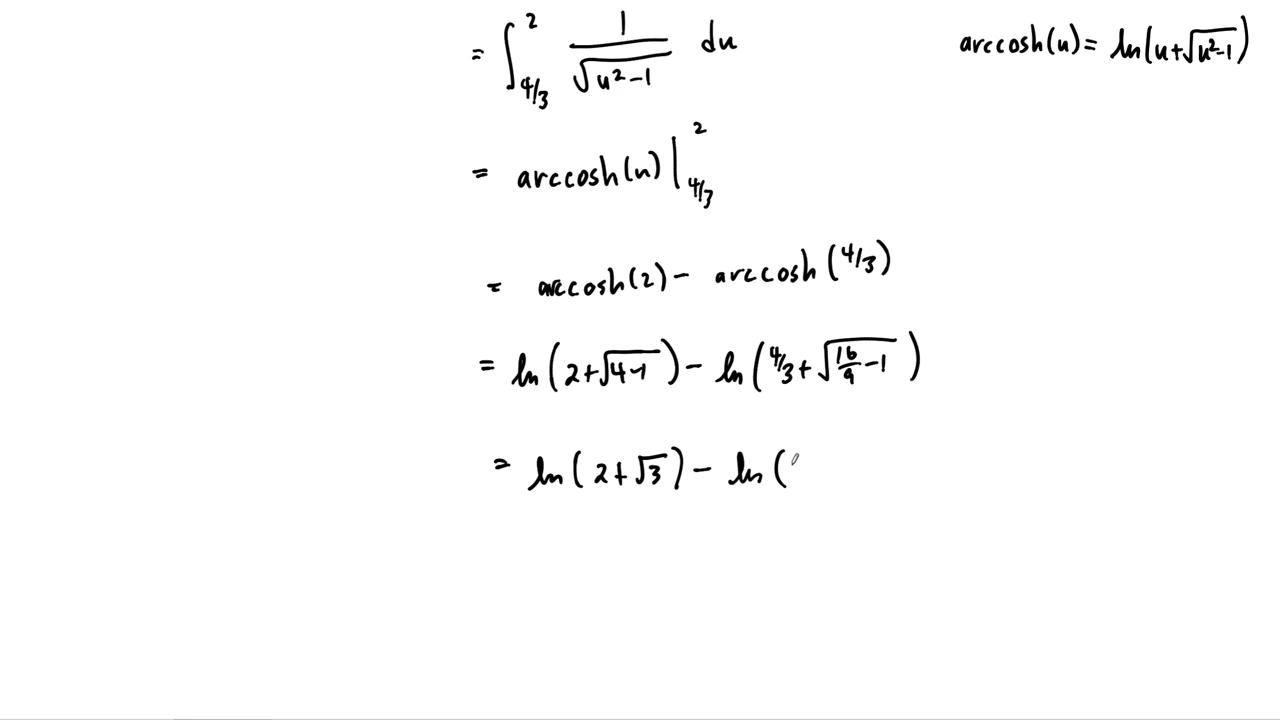 = ∫_{4/3}^{2} 1/√(u²-1) du
arccosh(u) = ln(u+√(u²-1))
= arccosh(u) |_{4/3}^{2}
= arccosh(2) - arccosh(4/3)
= ln(2+√(4-1)) - ln(4/3 + √(16/9 - 1))
= ln(2+√3) - ln(